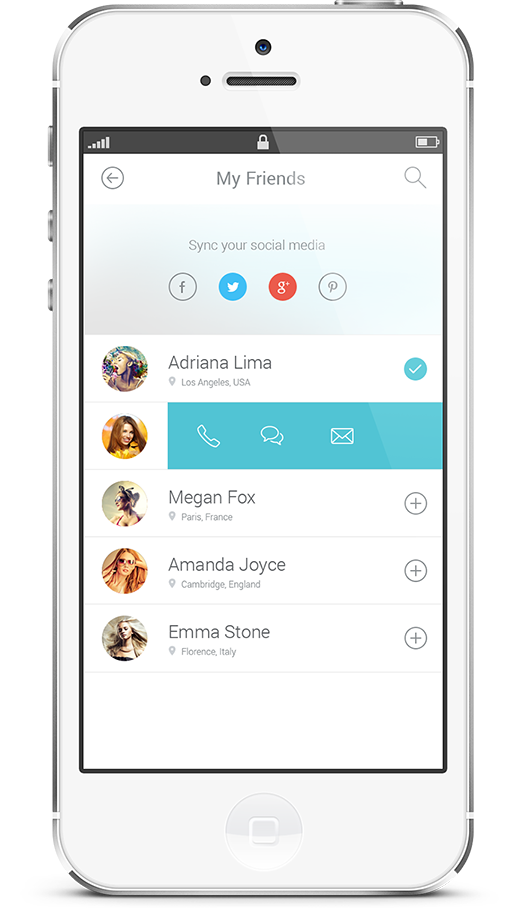 My Friends
Sync your social media
f
g+
Adriana Lima
Los Angeles, USA
Megan Fox
Paris, France
Amanda Joyce
Cambridge, England
Emma Stone
Florence, Italy